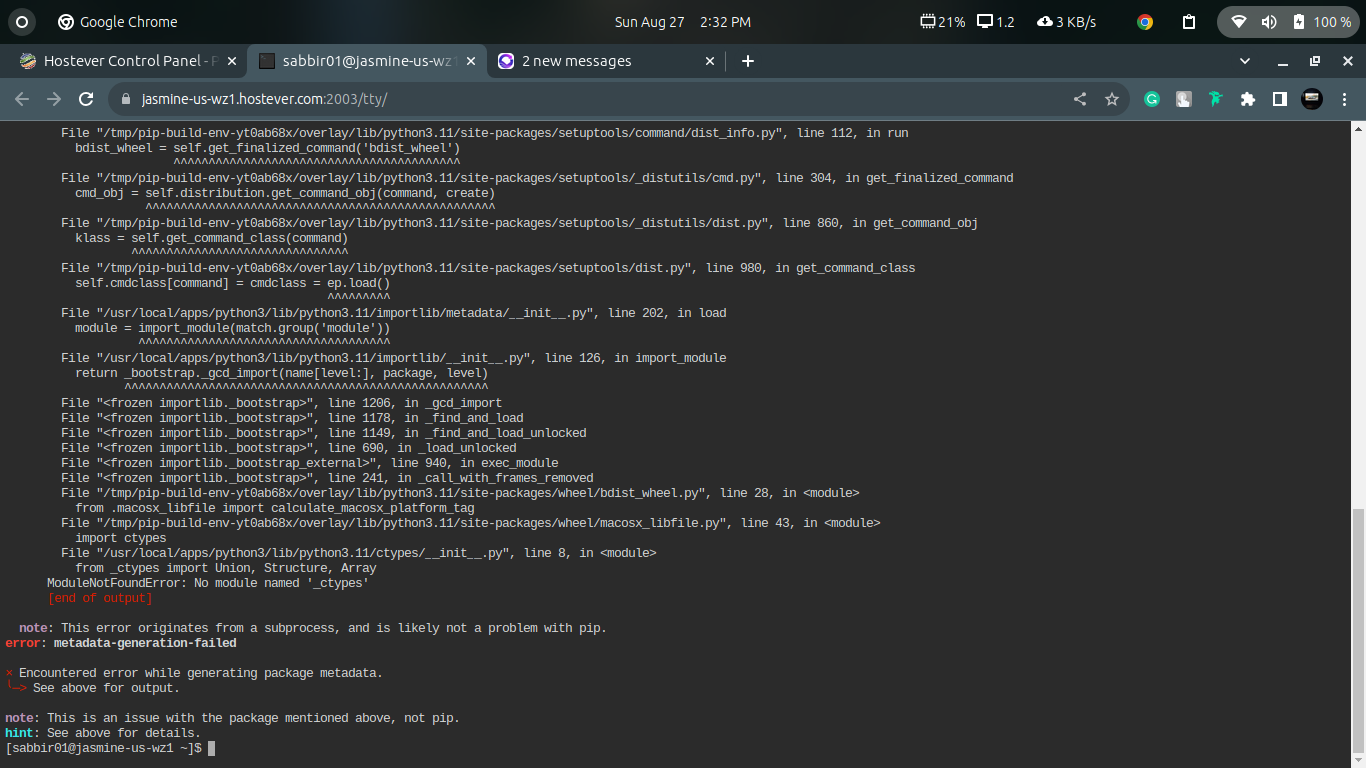 Google Chrome
Sun Aug 27 2:32 PM
21% 1.2 3 KB/s 100 %
Hostever Control Panel - P
sabbir01@jasmine-us-wz1
2 new messages
jasmine-us-wz1.hostever.com:2003/tty/
File "/tmp/pip-build-env-yt0ab68x/overlay/lib/python3.11/site-packages/setuptools/command/dist_info.py", line 112, in run
bdist_wheel = self.get_finalized_command('bdist_wheel')
^^^^^^^^^^^^^^^^^^^^^^^^^^^^^^^^^^^^^^^^^
File "/tmp/pip-build-env-yt0ab68x/overlay/lib/python3.11/site-packages/setuptools/_distutils/cmd.py", line 304, in get_finalized_command
cmd_obj = self.distribution.get_command_obj(command, create)
^^^^^^^^^^^^^^^^^^^^^^^^^^^^^^^^^^^^^^^^^^^^^^^^^^
File "/tmp/pip-build-env-yt0ab68x/overlay/lib/python3.11/site-packages/setuptools/_distutils/dist.py", line 860, in get_command_obj
klass = self.get_command_class(command)
^^^^^^^^^^^^^^^^^^^^^^^^^^^^^^^
File "/tmp/pip-build-env-yt0ab68x/overlay/lib/python3.11/site-packages/setuptools/dist.py", line 980, in get_command_class
self.cmdclass[command] = cmdclass = ep.load()
^^^^^^^^^
File "/usr/local/apps/python3/lib/python3.11/importlib/metadata/__init__.py", line 202, in load
module = import_module(match.group('module'))
^^^^^^^^^^^^^^^^^^^^^^^^^^^^^^^^^^^^
File "/usr/local/apps/python3/lib/python3.11/importlib/__init__.py", line 126, in import_module
return _bootstrap._gcd_import(name[level:], package, level)
^^^^^^^^^^^^^^^^^^^^^^^^^^^^^^^^^^^^^^^^^^^^^^^^^^^^
File "<frozen importlib._bootstrap>", line 1206, in _gcd_import
File "<frozen importlib._bootstrap>", line 1178, in _find_and_load
File "<frozen importlib._bootstrap>", line 1149, in _find_and_load_unlocked
File "<frozen importlib._bootstrap>", line 690, in _load_unlocked
File "<frozen importlib._bootstrap_external>", line 940, in exec_module
File "<frozen importlib._bootstrap>", line 241, in _call_with_frames_removed
File "/tmp/pip-build-env-yt0ab68x/overlay/lib/python3.11/site-packages/wheel/bdist_wheel.py", line 28, in <module>
from .macosx_libfile import calculate_macosx_platform_tag
File "/tmp/pip-build-env-yt0ab68x/overlay/lib/python3.11/site-packages/wheel/macosx_libfile.py", line 43, in <module>
import ctypes
File "/usr/local/apps/python3/lib/python3.11/ctypes/__init__.py", line 8, in <module>
from _ctypes import Union, Structure, Array
ModuleNotFoundError: No module named '_ctypes'
[end of output]
note: This error originates from a subprocess, and is likely not a problem with pip.
error: metadata-generation-failed
× Encountered error while generating package metadata.
╰─> See above for output.
note: This is an issue with the package mentioned above, not pip.
hint: See above for details.
[sabbir01@jasmine-us-wz1 ~]$